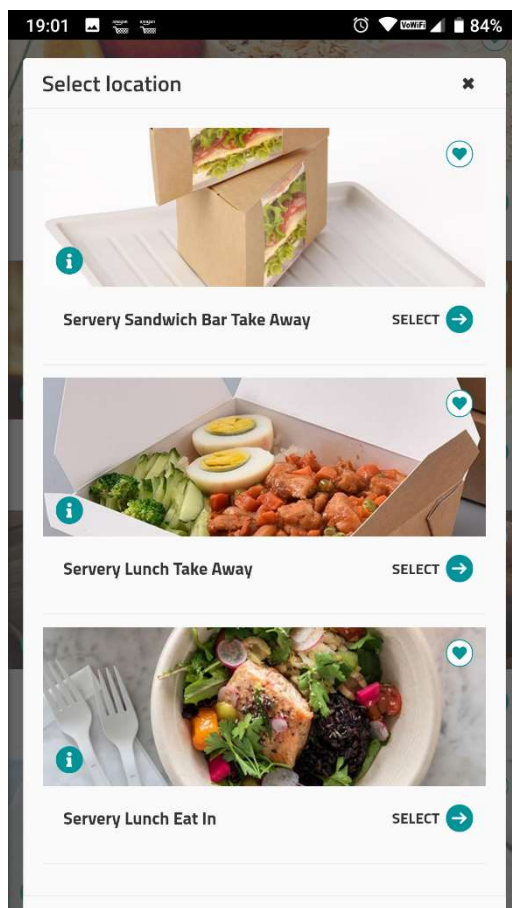 19:01 VoWiFi 84%
Select location
Servery Sandwich Bar Take Away SELECT
Servery Lunch Take Away SELECT
Servery Lunch Eat In SELECT